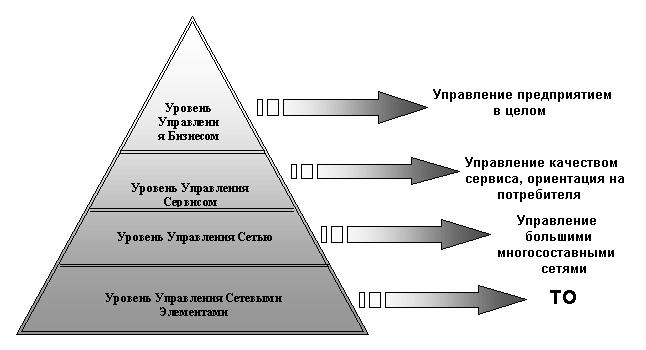 Уровень
Управлени
я Бизнесом
Управление предприятием
в целом
Уровень Управления
Сервисом
Управление качеством
сервиса, ориентация на
потребителя
Уровень Управления Сетью
Управление
большими
многосоставными
сетями
Уровень Управления Сетевыми
Элементами
ТО